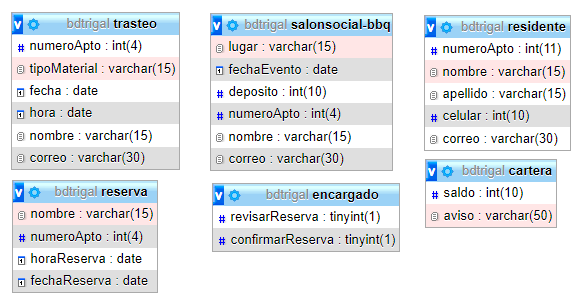 bdtrigal trasteo
numeroApto : int(4)
tipoMaterial : varchar(15)
fecha : date
hora : date
nombre : varchar(15)
correo : varchar(30)
bdtrigal salonsocial-bbq
lugar : varchar(15)
fechaEvento : date
deposito : int(10)
numeroApto : int(4)
nombre : varchar(15)
correo : varchar(30)
bdtrigal residente
numeroApto : int(11)
nombre : varchar(15)
apellido : varchar(15)
celular : int(10)
correo : varchar(30)
bdtrigal reserva
nombre : varchar(15)
numeroApto : int(4)
horaReserva : date
fechaReserva : date
bdtrigal encargado
revisarReserva : tinyint(1)
confirmarReserva : tinyint(1)
bdtrigal cartera
saldo : int(10)
aviso : varchar(50)